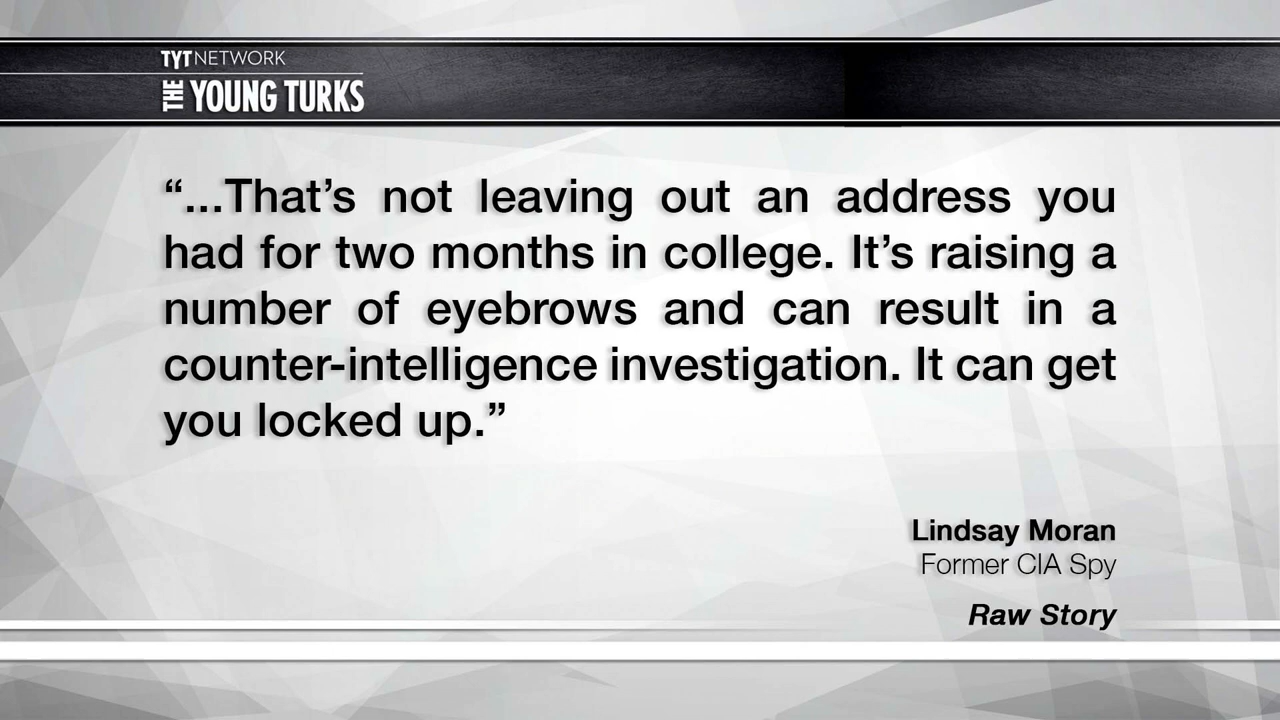 TYT NETWORK
THE YOUNG TURKS
“...That’s not leaving out an address you
had for two months in college. It’s raising a
number of eyebrows and can result in a
counter-intelligence investigation. It can get
you locked up.”
Lindsay Moran
Former CIA Spy
Raw Story